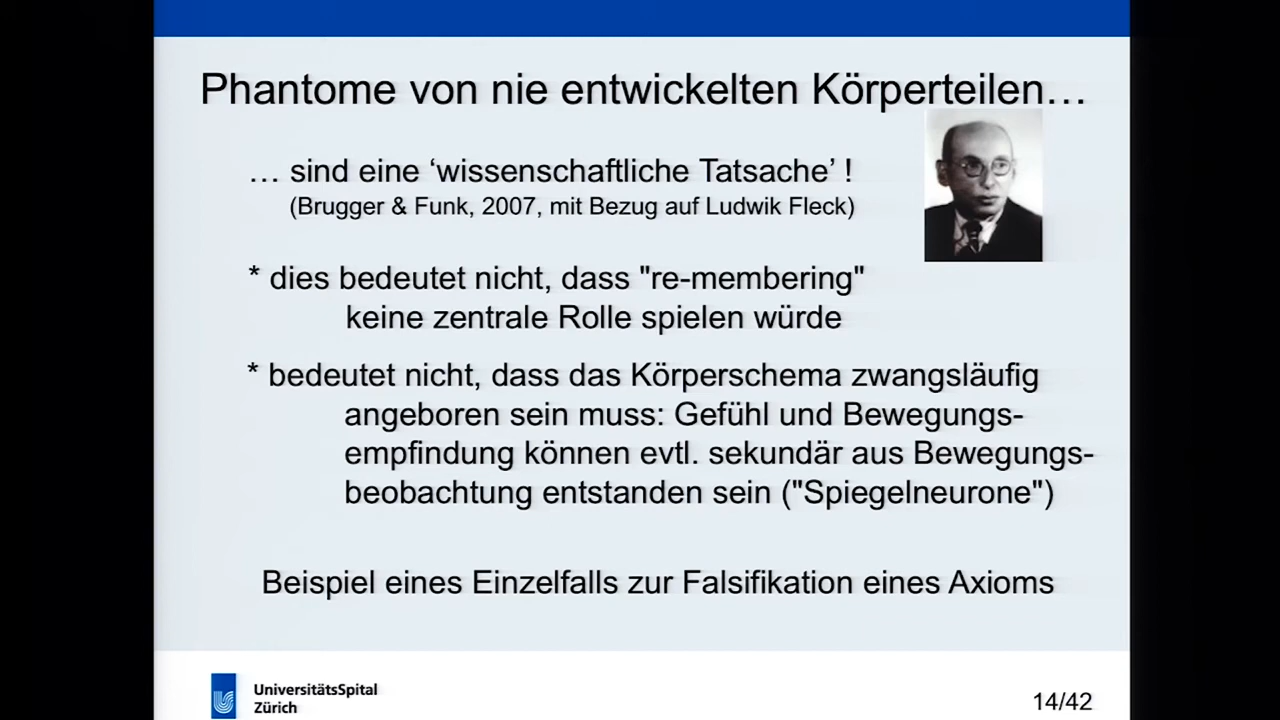 Phantome von nie entwickelten Körperteilen…
… sind eine ‘wissenschaftliche Tatsache’ !
(Brugger & Funk, 2007, mit Bezug auf Ludwik Fleck)
* dies bedeutet nicht, dass "re-membering"
keine zentrale Rolle spielen würde
* bedeutet nicht, dass das Körperschema zwangsläufig
angeboren sein muss: Gefühl und Bewegungs-
empfindung können evtl. sekundär aus Bewegungs-
beobachtung entstanden sein ("Spiegelneurone")
Beispiel eines Einzelfalls zur Falsifikation eines Axioms
UniversitätsSpital
Zürich
14/42